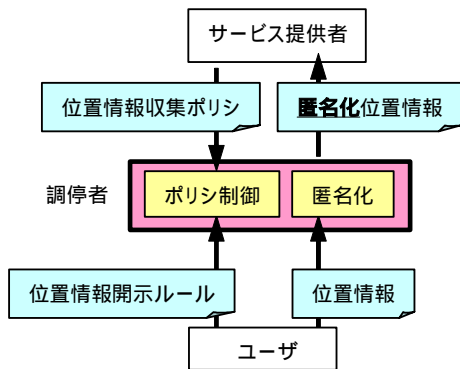 サービス提供者
位置情報収集ポリシ
匿名化位置情報
調停者
ポリシ制御
匿名化
位置情報開示ルール
位置情報
ユーザ